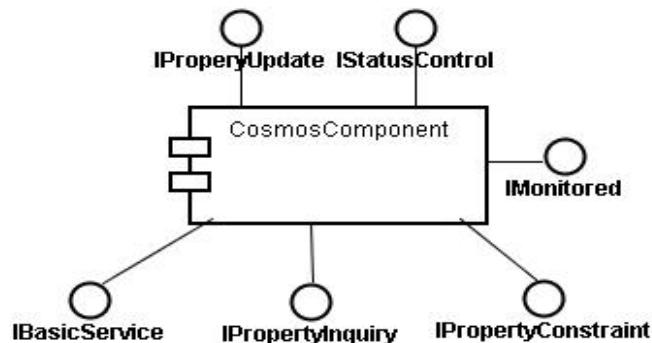 IProperyUpdate IStatusControl
CosmosComponent
IMonitored
IBasicService IPropertyInquiry IPropertyConstraint